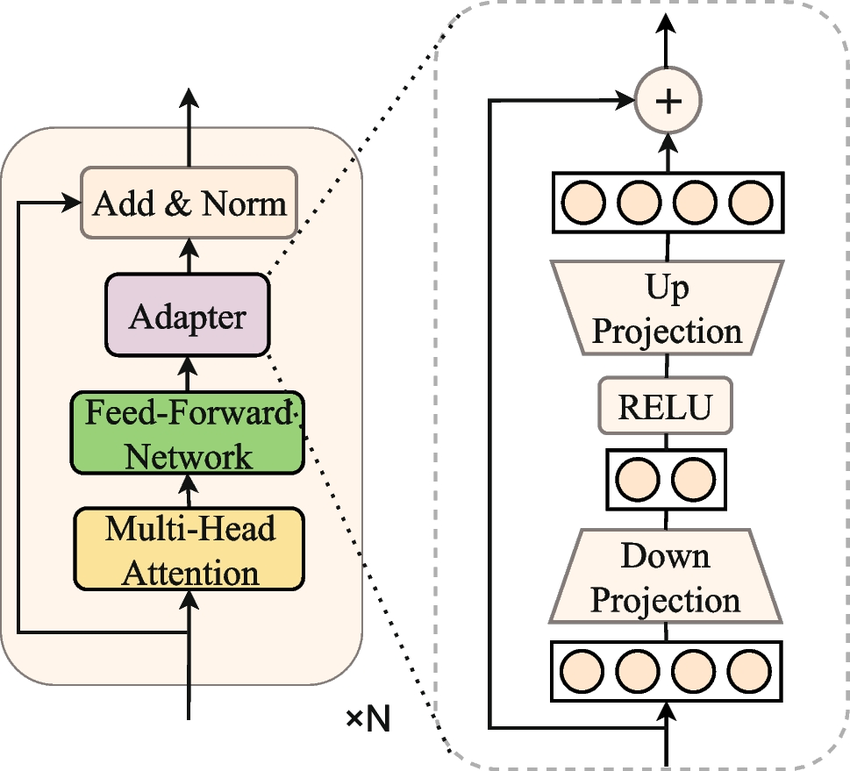 Add & Norm
Adapter
Feed-Forward
Network
Multi-Head
Attention
×N
+
Up
Projection
RELU
Down
Projection